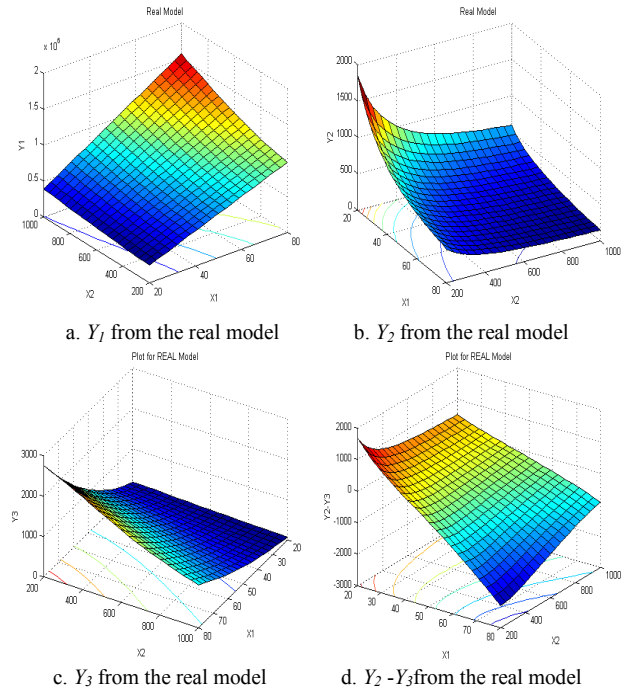 Real Model
x 10^6
2
1.5
1
0.5
0
Y1
1000
800
600
400
200
X2
20
40
60
80
X1
Real Model
2000
1500
1000
500
0
Y2
20
40
60
80
X1
200
400
600
800
1000
X2
a. Y1 from the real model
b. Y2 from the real model
Plot for REAL Model
3000
2000
1000
0
Y3
200
400
600
800
1000
X2
20
30
40
50
60
70
80
X1
Plot for REAL Model
2000
1000
0
-1000
-2000
-3000
Y2-Y3
20
30
40
50
60
70
80
X1
200
400
600
800
1000
X2
c. Y3 from the real model
d. Y2 -Y3from the real model